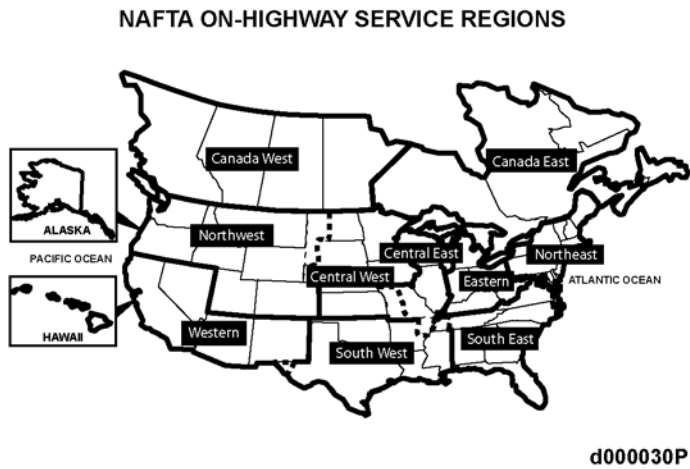 NAFTA ON-HIGHWAY SERVICE REGIONS
Canada West
Canada East
ALASKA
Northwest
PACIFIC OCEAN
Central East
Northeast
Central West
Eastern
ATLANTIC OCEAN
HAWAII
Western
South West
South East
d000030P